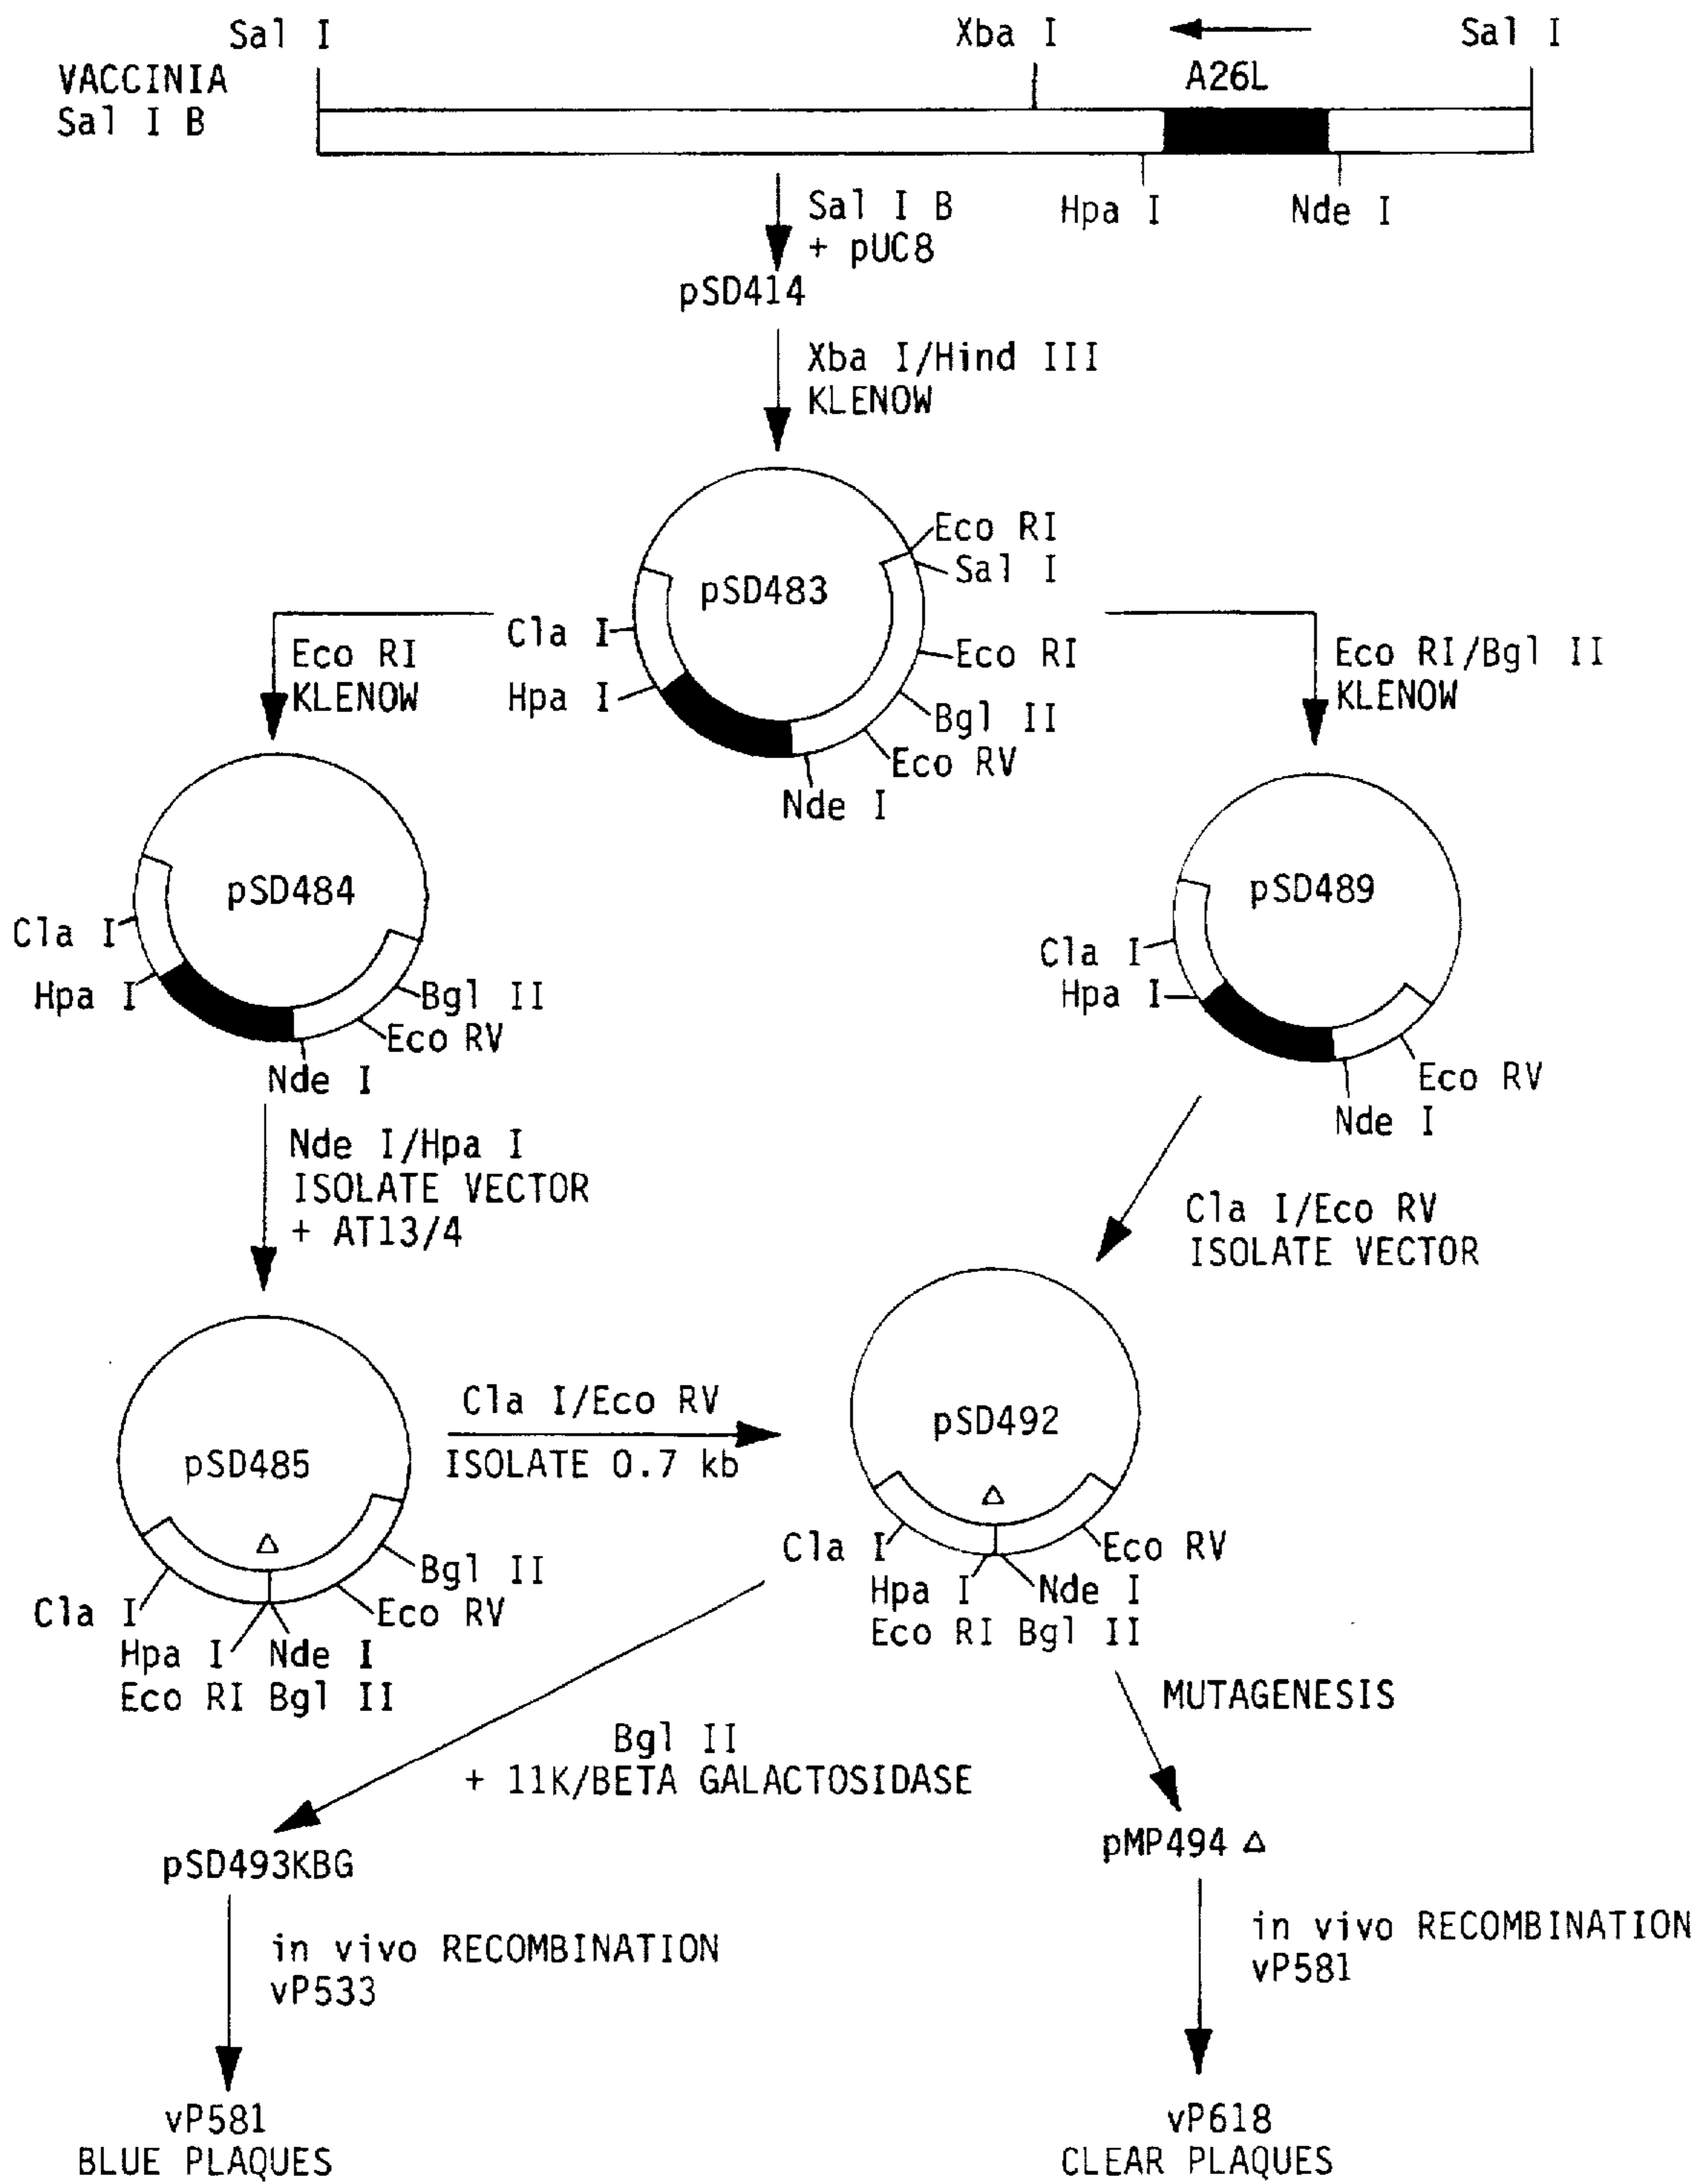 Sal I
Xba I
Sal I
VACCINIA
Sal I B
A26L
Hpa I
Nde I
Sal I B
+ pUC8
pSD414
Xba I/Hind III
KLENOW
pSD483
Eco RI
Sal I
Cla I
Eco RI
Hpa I
Bgl II
Eco RV
Nde I
Eco RI
KLENOW
Eco RI/Bgl II
KLENOW
pSD484
Cla I
Hpa I
Bgl II
Eco RV
Nde I
pSD489
Cla I
Hpa I
Eco RV
Nde I
Nde I/Hpa I
ISOLATE VECTOR
+ AT13/4
Cla I/Eco RV
ISOLATE VECTOR
pSD485
Bgl II
Cla I
Eco RV
Hpa I Nde I
Eco RI Bgl II
Cla I/Eco RV
ISOLATE 0.7 kb
pSD492
Cla I
Eco RV
Hpa I Nde I
Eco RI Bgl II
Bgl II
+ 11K/BETA GALACTOSIDASE
MUTAGENESIS
pSD493KBG
pMP494 Δ
in vivo RECOMBINATION
vP533
in vivo RECOMBINATION
vP581
vP581
BLUE PLAQUES
vP618
CLEAR PLAQUES